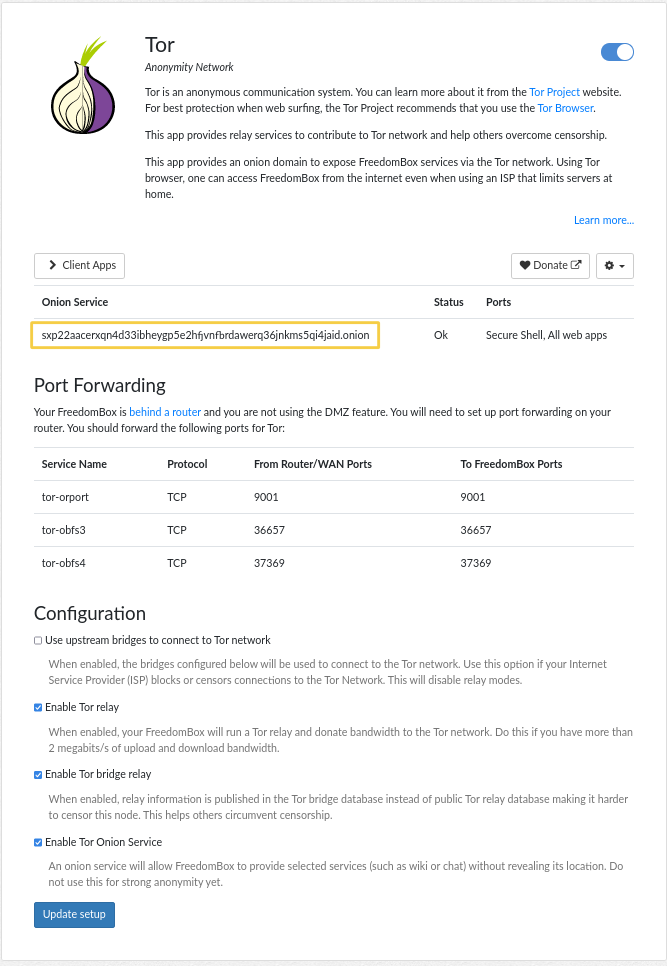 Tor
Anonymity Network
Tor is an anonymous communication system. You can learn more about it from the Tor Project website.
For best protection when web surfing, the Tor Project recommends that you use the Tor Browser.
This app provides relay services to contribute to Tor network and help others overcome censorship.
This app provides an onion domain to expose FreedomBox services via the Tor network. Using Tor
browser, one can access FreedomBox from the internet even when using an ISP that limits servers at
home.
Learn more...
Client Apps Donate
Onion Service Status Ports
sxp22aacerxqn4d33ibheygp5e2hfjvnfbrdawerq36jnkms5qi4jaid.onion Ok Secure Shell, All web apps
Port Forwarding
Your FreedomBox is behind a router and you are not using the DMZ feature. You will need to set up port forwarding on your
router. You should forward the following ports for Tor:
Service Name Protocol From Router/WAN Ports To FreedomBox Ports
tor-orport TCP 9001 9001
tor-obfs3 TCP 36657 36657
tor-obfs4 TCP 37369 37369
Configuration
Use upstream bridges to connect to Tor network
When enabled, the bridges configured below will be used to connect to the Tor network. Use this option if your Internet
Service Provider (ISP) blocks or censors connections to the Tor Network. This will disable relay modes.
Enable Tor relay
When enabled, your FreedomBox will run a Tor relay and donate bandwidth to the Tor network. Do this if you have more than
2 megabits/s of upload and download bandwidth.
Enable Tor bridge relay
When enabled, relay information is published in the Tor bridge database instead of public Tor relay database making it harder
to censor this node. This helps others circumvent censorship.
Enable Tor Onion Service
An onion service will allow FreedomBox to provide selected services (such as wiki or chat) without revealing its location. Do
not use this for strong anonymity yet.
Update setup